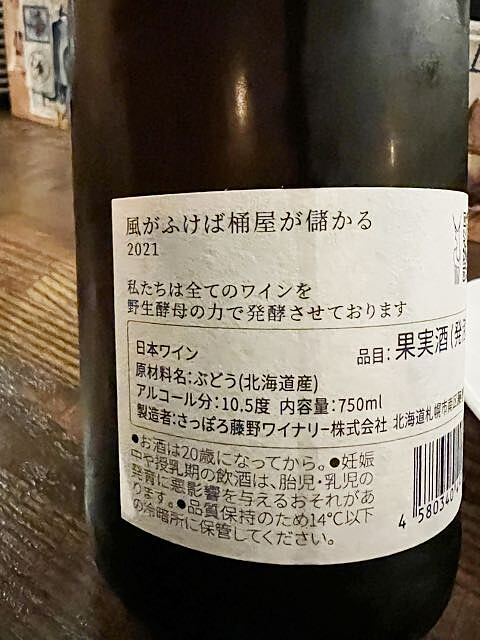 風がふけば桶屋が儲かる
2021
私たちは全てのワインを
野生酵母の力で発酵させております
日本ワイン
品目:果実酒(発
原材料名:ぶどう(北海道産)
アルコール分:10.5度 内容量:750ml
製造者:さっぽろ藤野ワイナリー株式会社 北海道札幌市南区
●お酒は20歳になってから。●妊娠
中や授乳期の飲酒は、胎児・乳児の
発育に悪影響を与えるおそれがあ
ります。●品質保持のため14℃以下
の冷暗所に保管してください。
4 580340